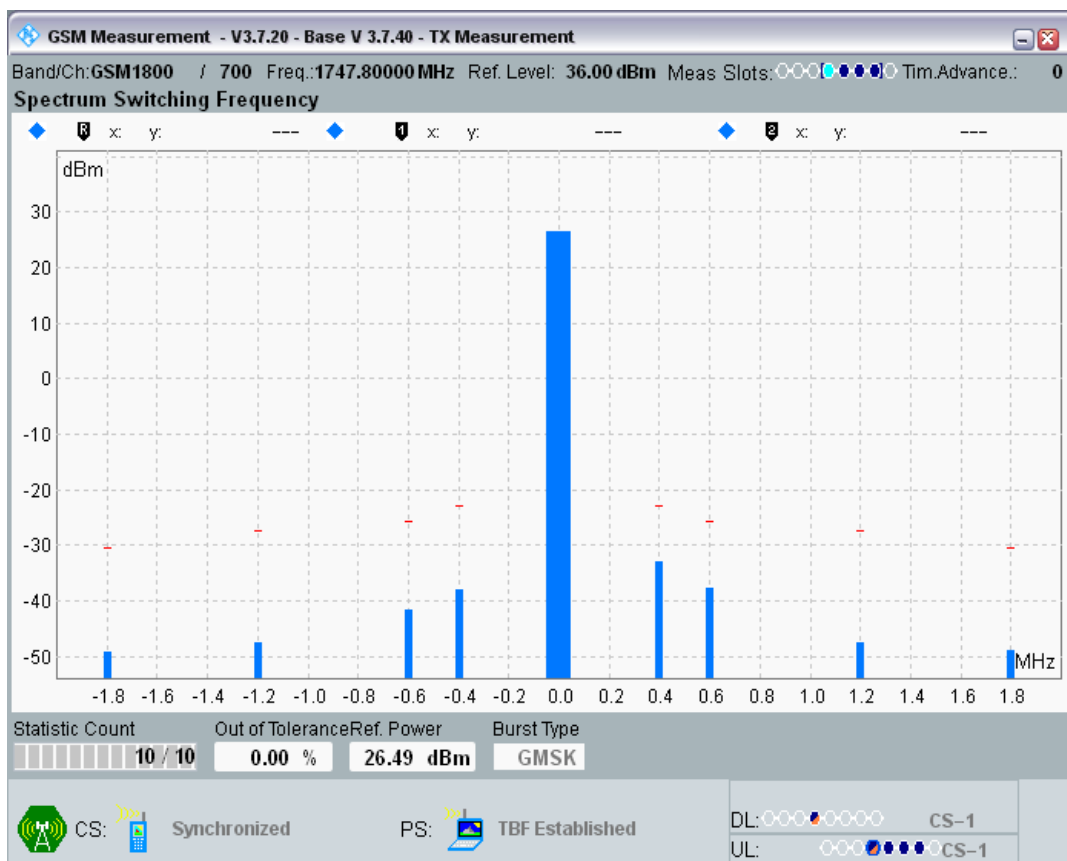 GSM Measurement - V3.7.20 - Base V 3.7.40 - TX Measurement
Band/Ch:GSM1800 / 700 Freq.:1747.80000 MHz Ref. Level: 36.00 dBm Meas Slots: Tim.Advance.: 0
Spectrum Switching Frequency
R x: y: --- 1 x: y: --- 2 x: y: ---
dBm
30
20
10
0
-10
-20
-30
-40
-50
MHz
-1.8 -1.6 -1.4 -1.2 -1.0 -0.8 -0.6 -0.4 -0.2 0.0 0.2 0.4 0.6 0.8 1.0 1.2 1.4 1.6 1.8
Statistic Count Out of Tolerance Ref. Power Burst Type
10 / 10 0.00 % 26.49 dBm GMSK
CS: Synchronized PS: TBF Established DL: CS-1
UL: CS-1